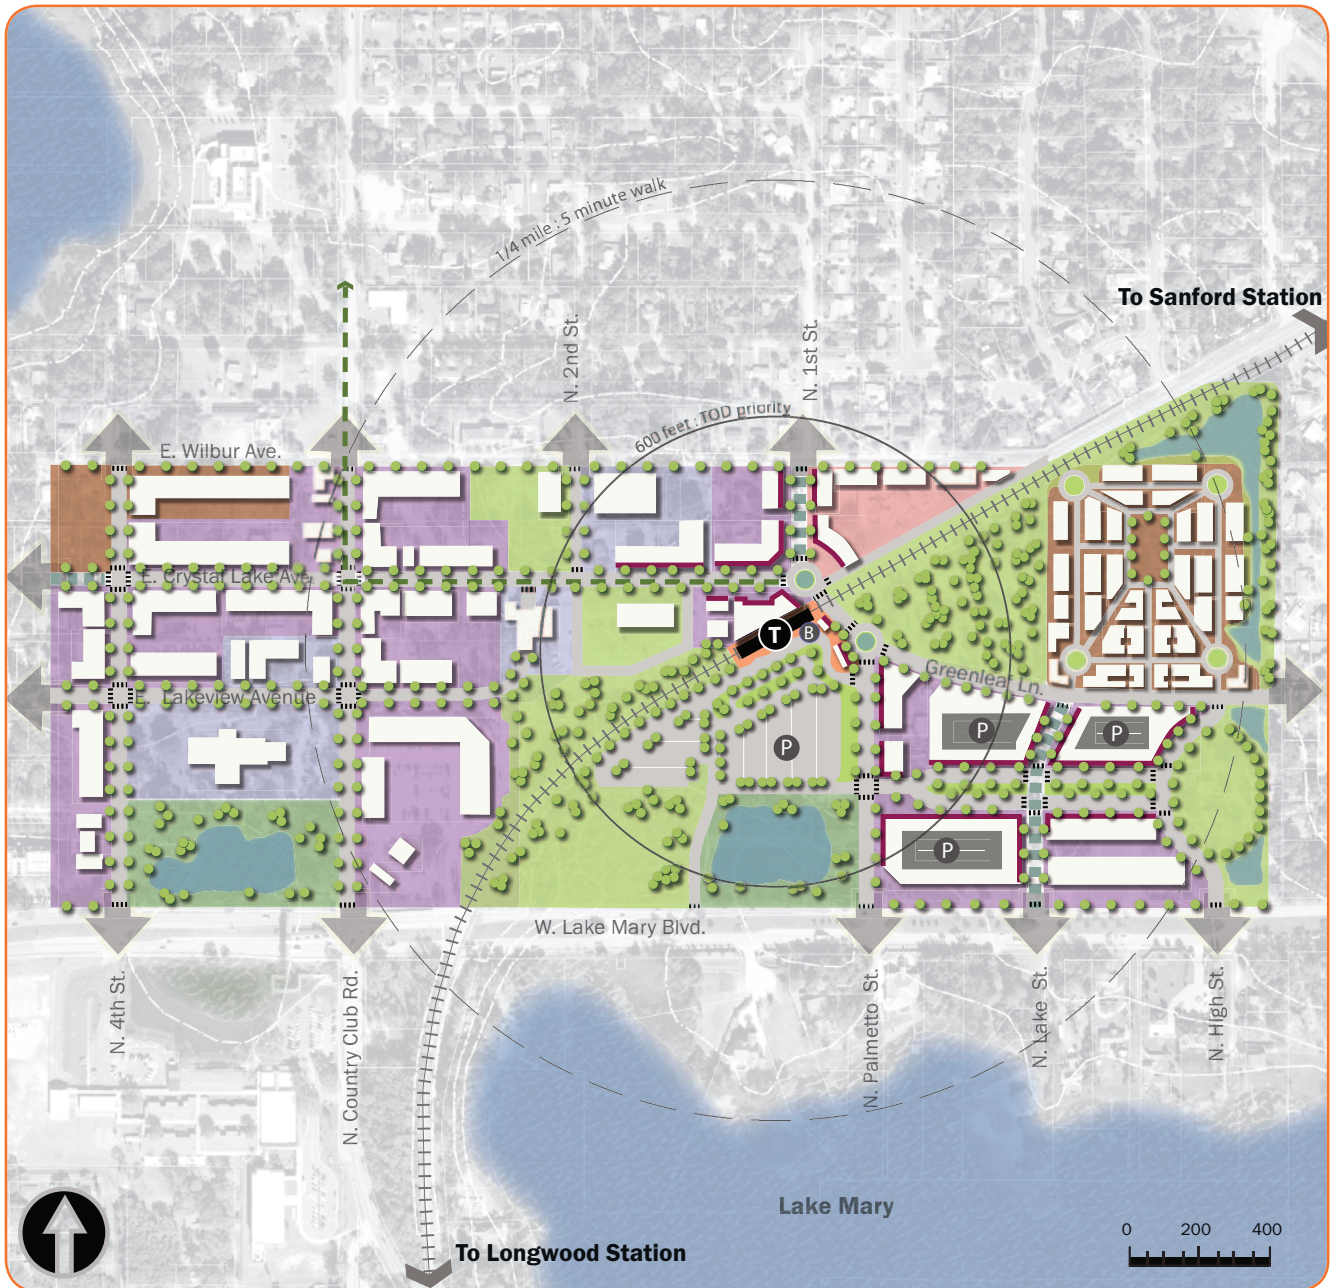 1/4 mile : 5 minute walk
To Sanford Station
N. 2nd St.
N. 1st St.
600 feet : TOD priority
E. Wilbur Ave.
E. Crystal Lake Ave.
T
B
Greenleaf Ln.
E. Lakeview Avenue
P
P
P
P
W. Lake Mary Blvd.
N. 4th St.
N. Country Club Rd.
N. Palmetto St.
N. Lake St.
N. High St.
Lake Mary
0 200 400
To Longwood Station